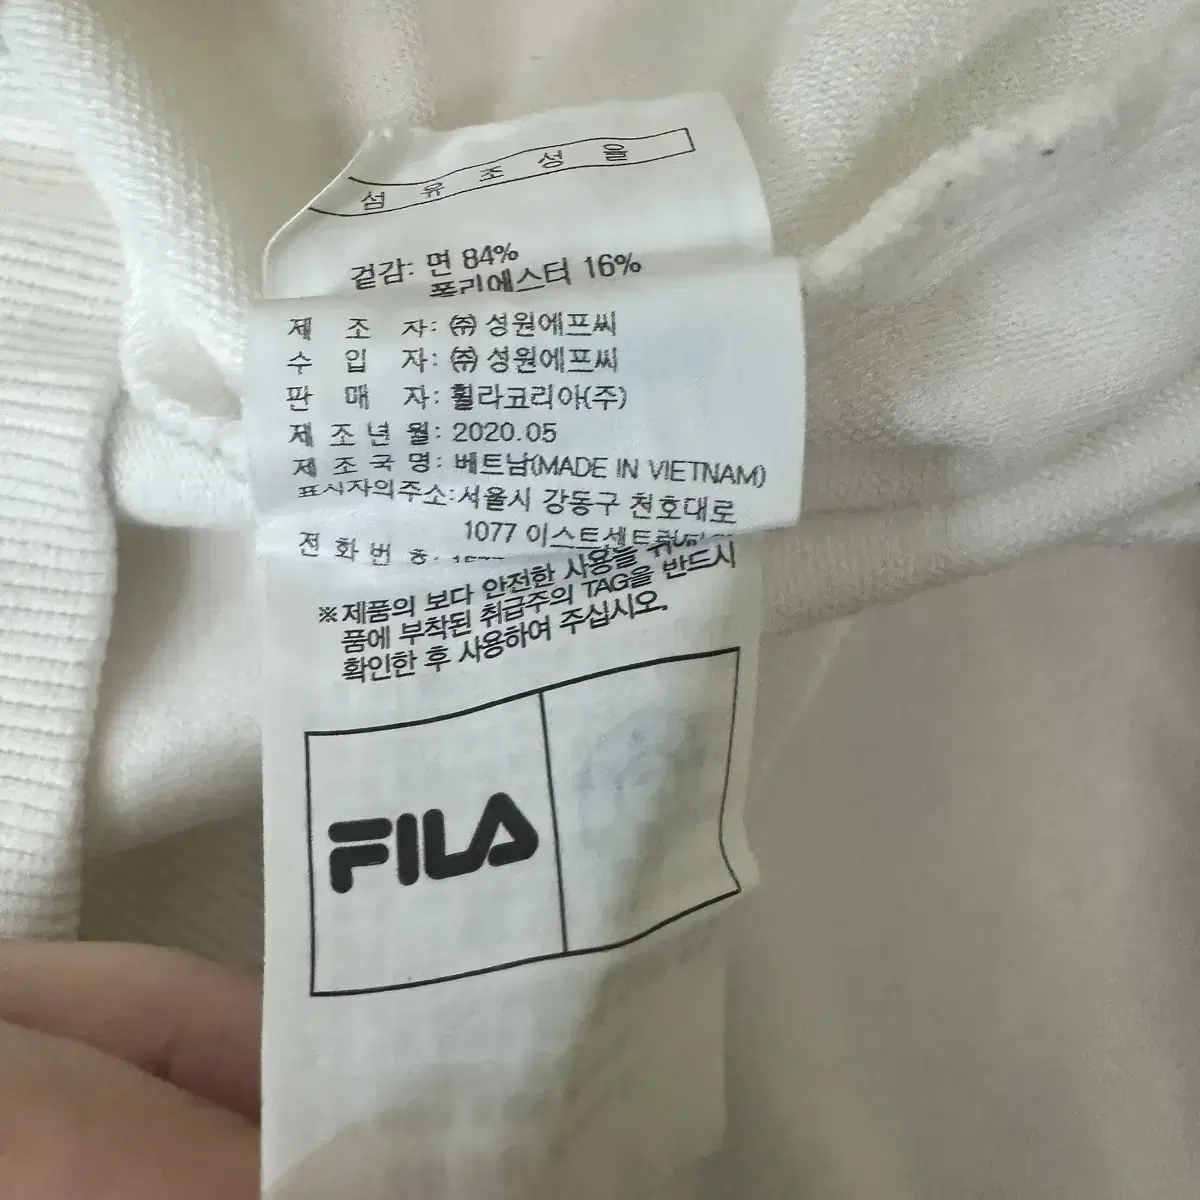 섬 유 조 성 율
겉감: 면 84%
폴리에스터 16%
제 조 자: ㈜ 성원에프씨
수 입 자: ㈜ 성원에프씨
판 매 자: 휠라코리아(주)
제 조 년 월: 2020.05
제 조 국 명: 베트남(MADE IN VIETNAM)
표시자의주소:서울시 강동구 천호대로
1077 이스트센트럴
전 화 번 호:
※제품의 보다 안전한 사용을
품에 부착된 취급주의 TAG을 반드시
확인한 후 사용하여 주십시오.
FILA